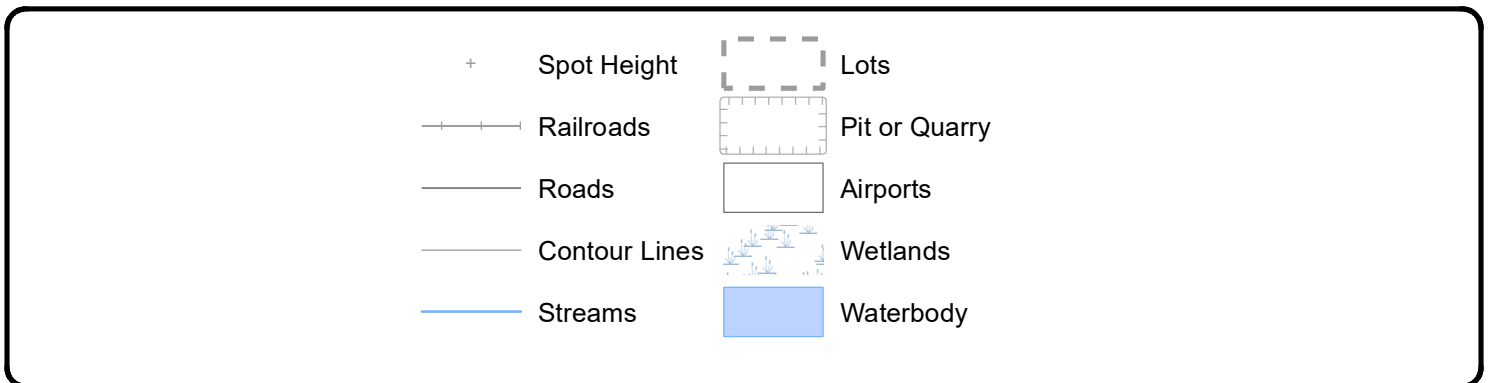 Spot Height
Railroads
Roads
Contour Lines
Streams
Lots
Pit or Quarry
Airports
Wetlands
Waterbody